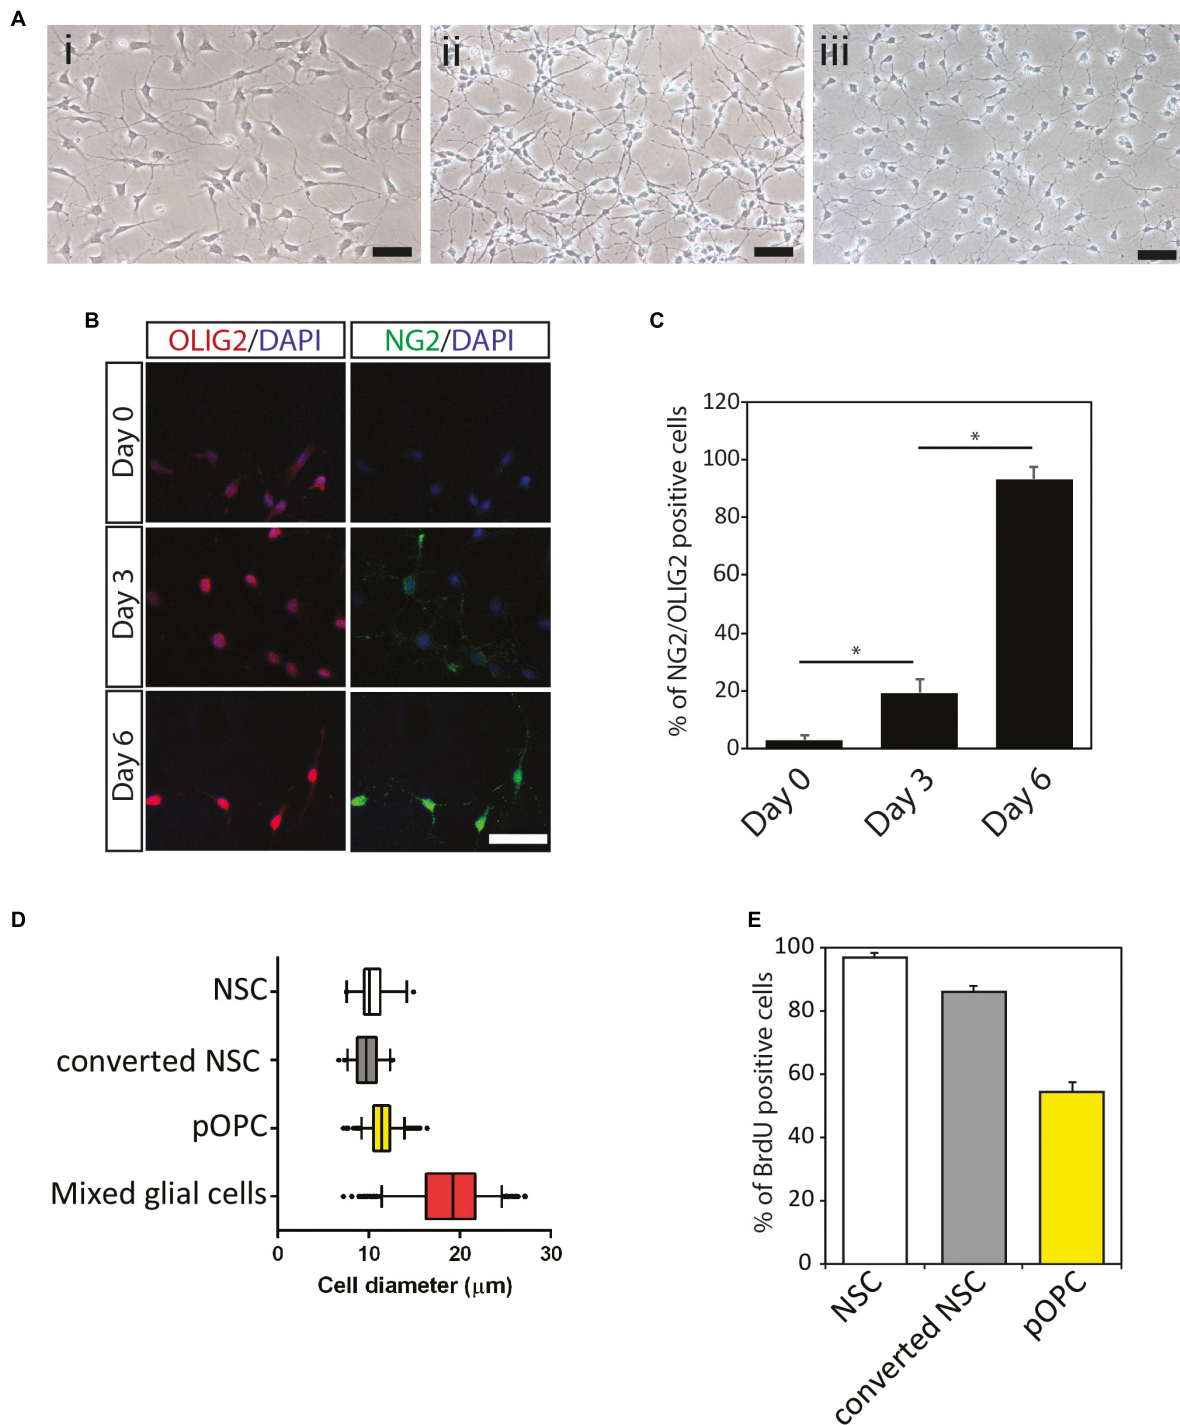 A
i
ii
iii
B
C
OLIG2/DAPI
NG2/DAPI
Day 0
Day 3
Day 6
% of NG2/OLIG2 positive cells
120
100
80
60
40
20
0
*
*
Day 0
Day 3
Day 6
D
NSC
converted NSC
pOPC
Mixed glial cells
0
10
20
30
Cell diameter (μm)
E
% of BrdU positive cells
100
80
60
40
20
0
NSC
converted NSC
pOPC